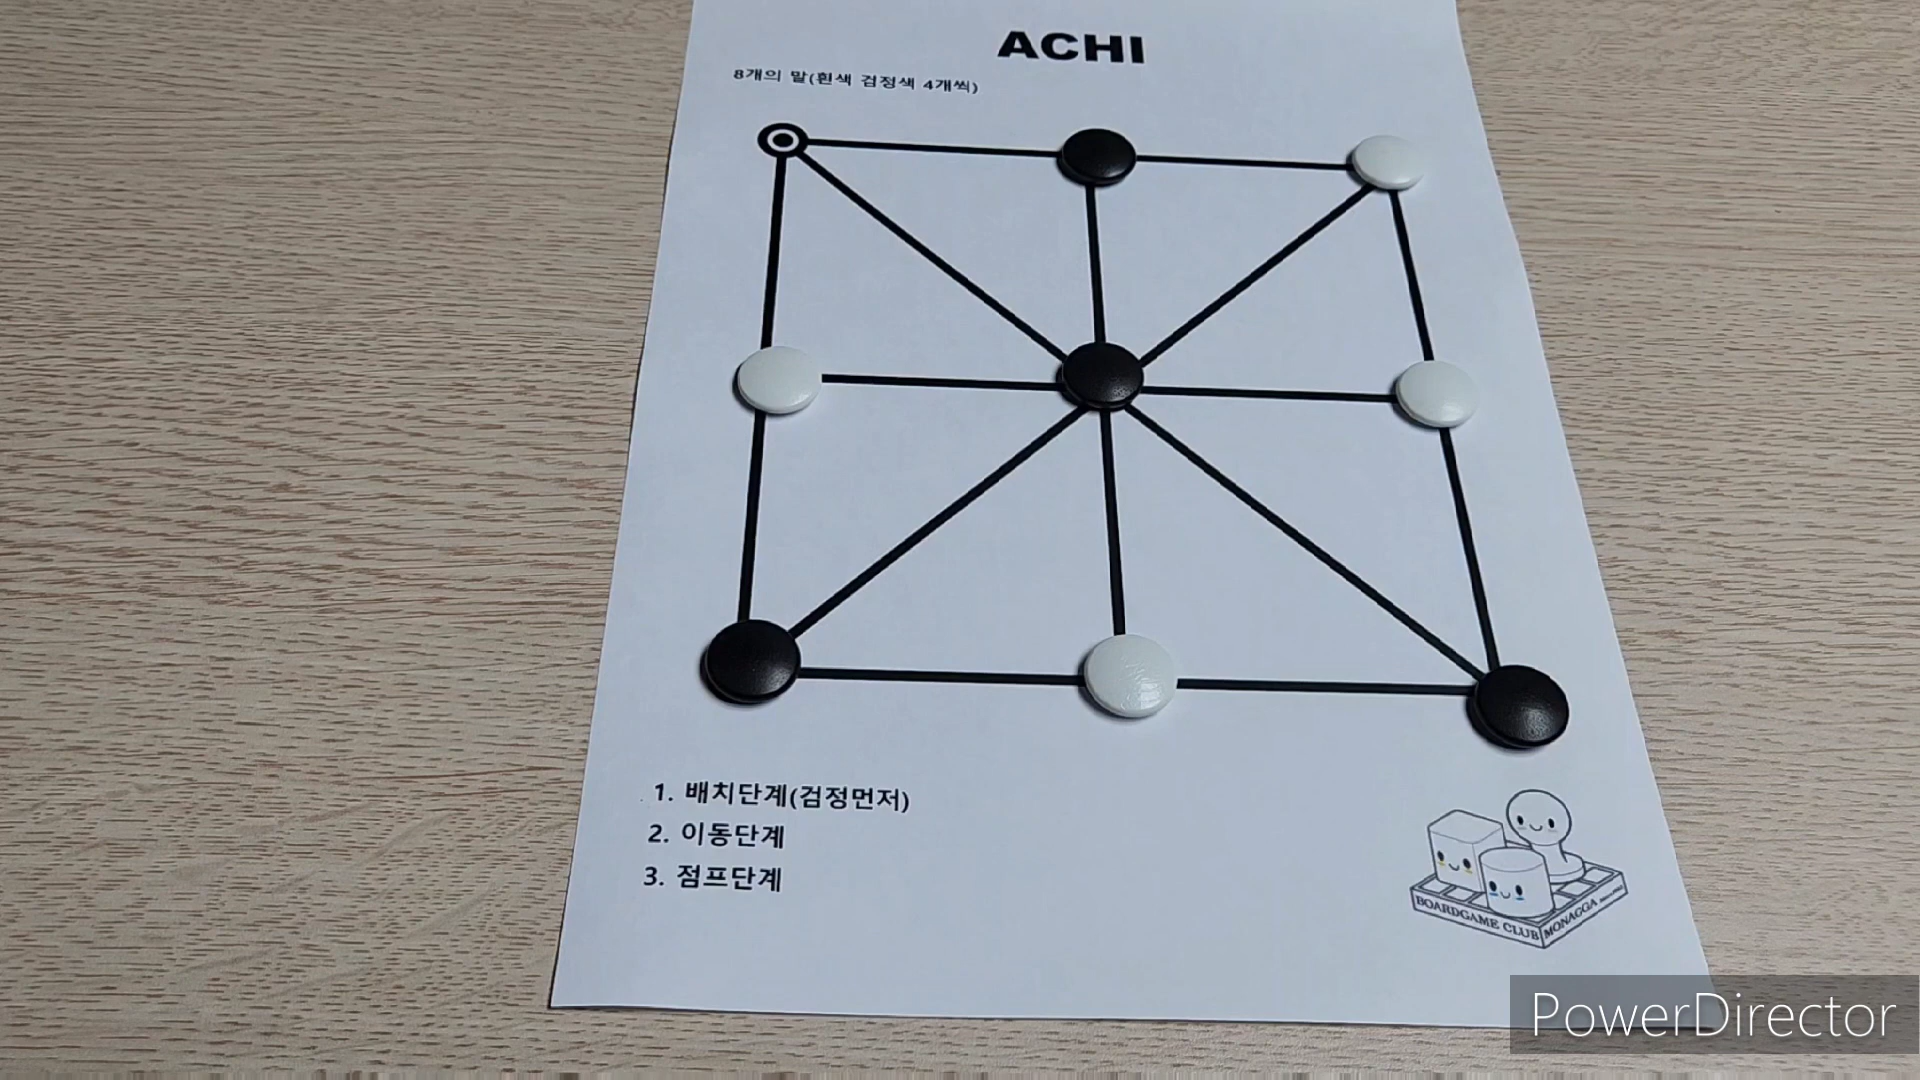 ACHI
8개의 말(흰색 검정색 4개씩)
1. 배치단계(검정먼저)
2. 이동단계
3. 점프단계
BOARDGAME CLUB MONAGGA
PowerDirector